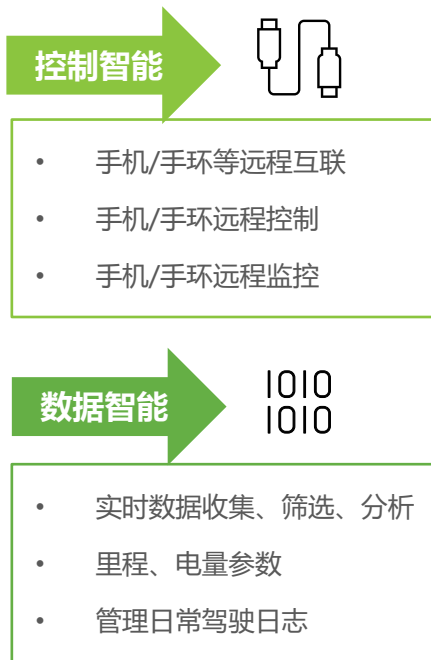 控制智能
• 手机/手环等远程互联
• 手机/手环远程控制
• 手机/手环远程监控
数据智能
1010
1010
• 实时数据收集、筛选、分析
• 里程、电量参数
• 管理日常驾驶日志